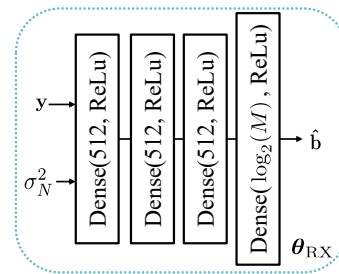 y
σ_N^2
Dense(512, ReLu)
Dense(512, ReLu)
Dense(512, ReLu)
Dense(log_2(M) , ReLu)
b̂
θ_RX